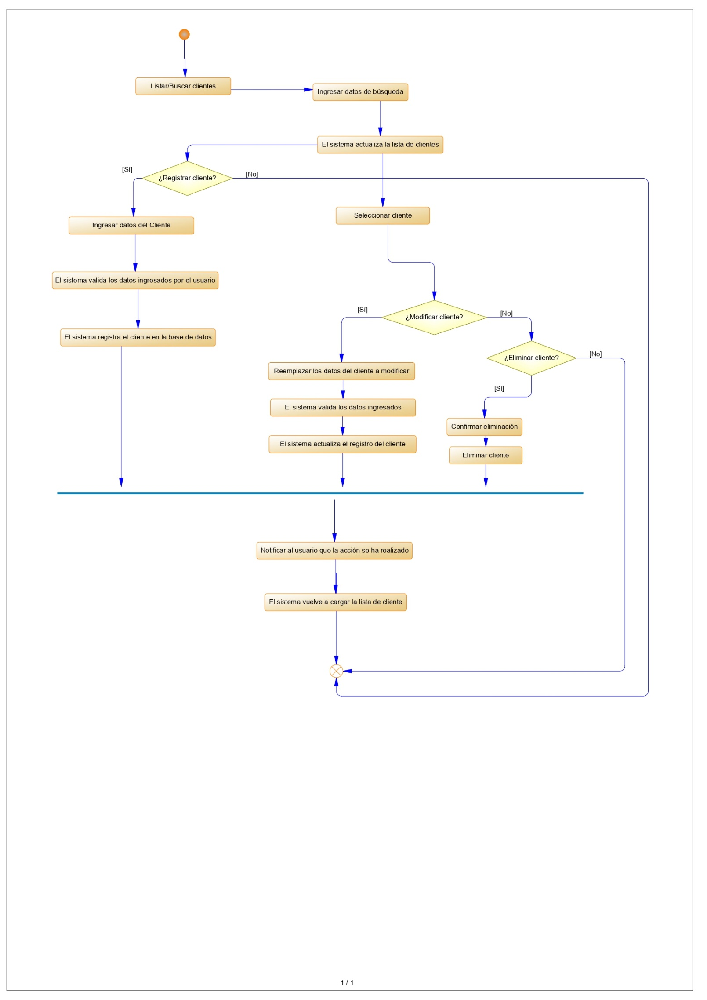 Listar/Buscar clientes
Ingresar datos de búsqueda
El sistema actualiza la lista de clientes
[Sí]
¿Registrar cliente?
[No]
Ingresar datos del Cliente
Seleccionar cliente
El sistema valida los datos ingresados por el usuario
[Sí]
¿Modificar cliente?
[No]
El sistema registra el cliente en la base de datos
¿Eliminar cliente?
[No]
Reemplazar los datos del cliente a modificar
[Sí]
El sistema valida los datos ingresados
Confirmar eliminación
El sistema actualiza el registro del cliente
Eliminar cliente
Notificar al usuario que la acción se ha realizado
El sistema vuelve a cargar la lista de cliente
1 / 1